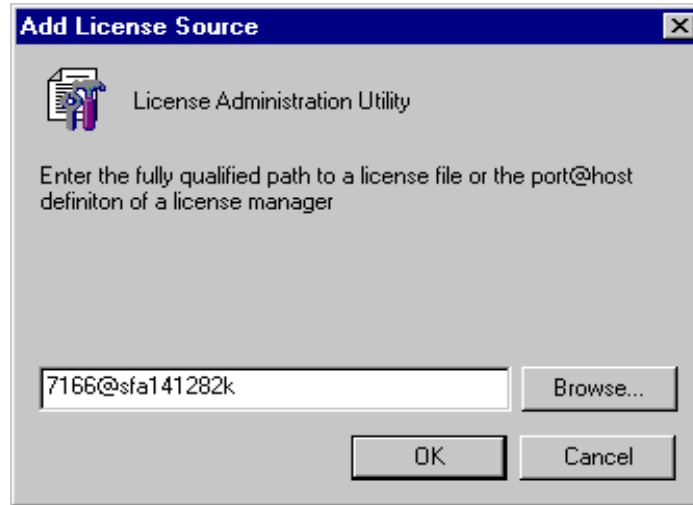 Add License Source
License Administration Utility
Enter the fully qualified path to a license file or the port@host
definiton of a license manager
7166@sfa141282k
Browse...
OK
Cancel